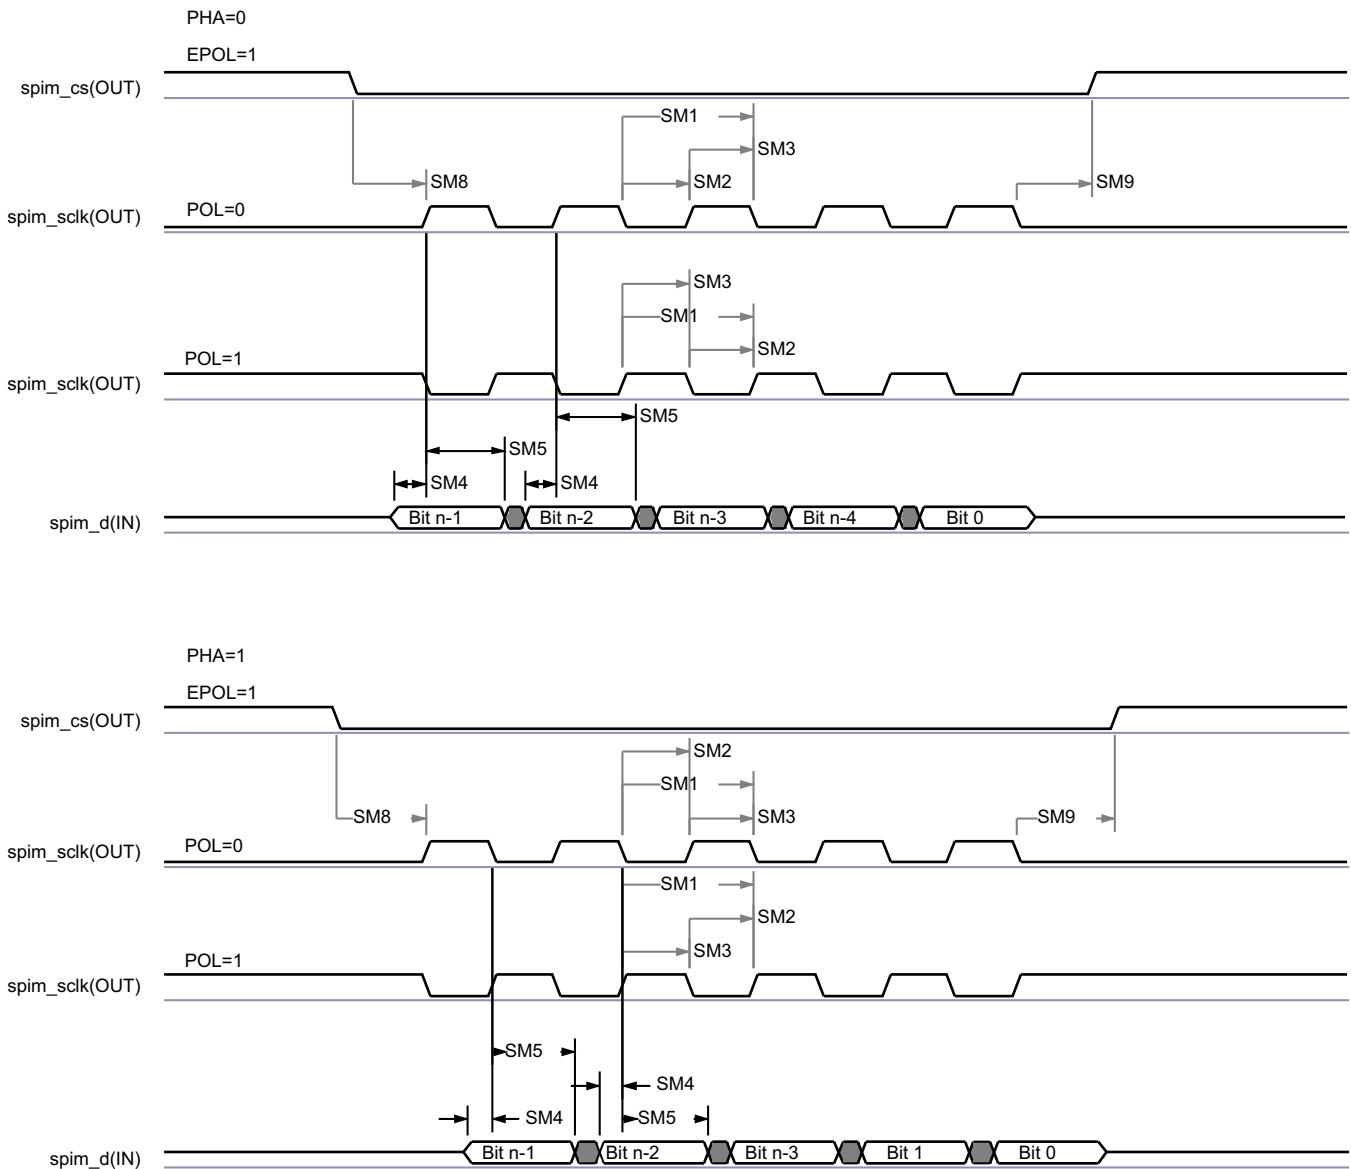 PHA=0
EPOL=1
spim_cs(OUT)
SM1
SM3
SM8
SM2
SM9
spim_sclk(OUT)
POL=0
SM3
SM1
SM2
POL=1
spim_sclk(OUT)
SM5
SM5
SM4
SM4
spim_d(IN)
Bit n-1
Bit n-2
Bit n-3
Bit n-4
Bit 0
PHA=1
EPOL=1
spim_cs(OUT)
SM2
SM1
SM8
SM3
SM9
spim_sclk(OUT)
POL=0
SM1
SM2
SM3
POL=1
spim_sclk(OUT)
SM5
SM4
SM4
SM5
spim_d(IN)
Bit n-1
Bit n-2
Bit n-3
Bit 1
Bit 0